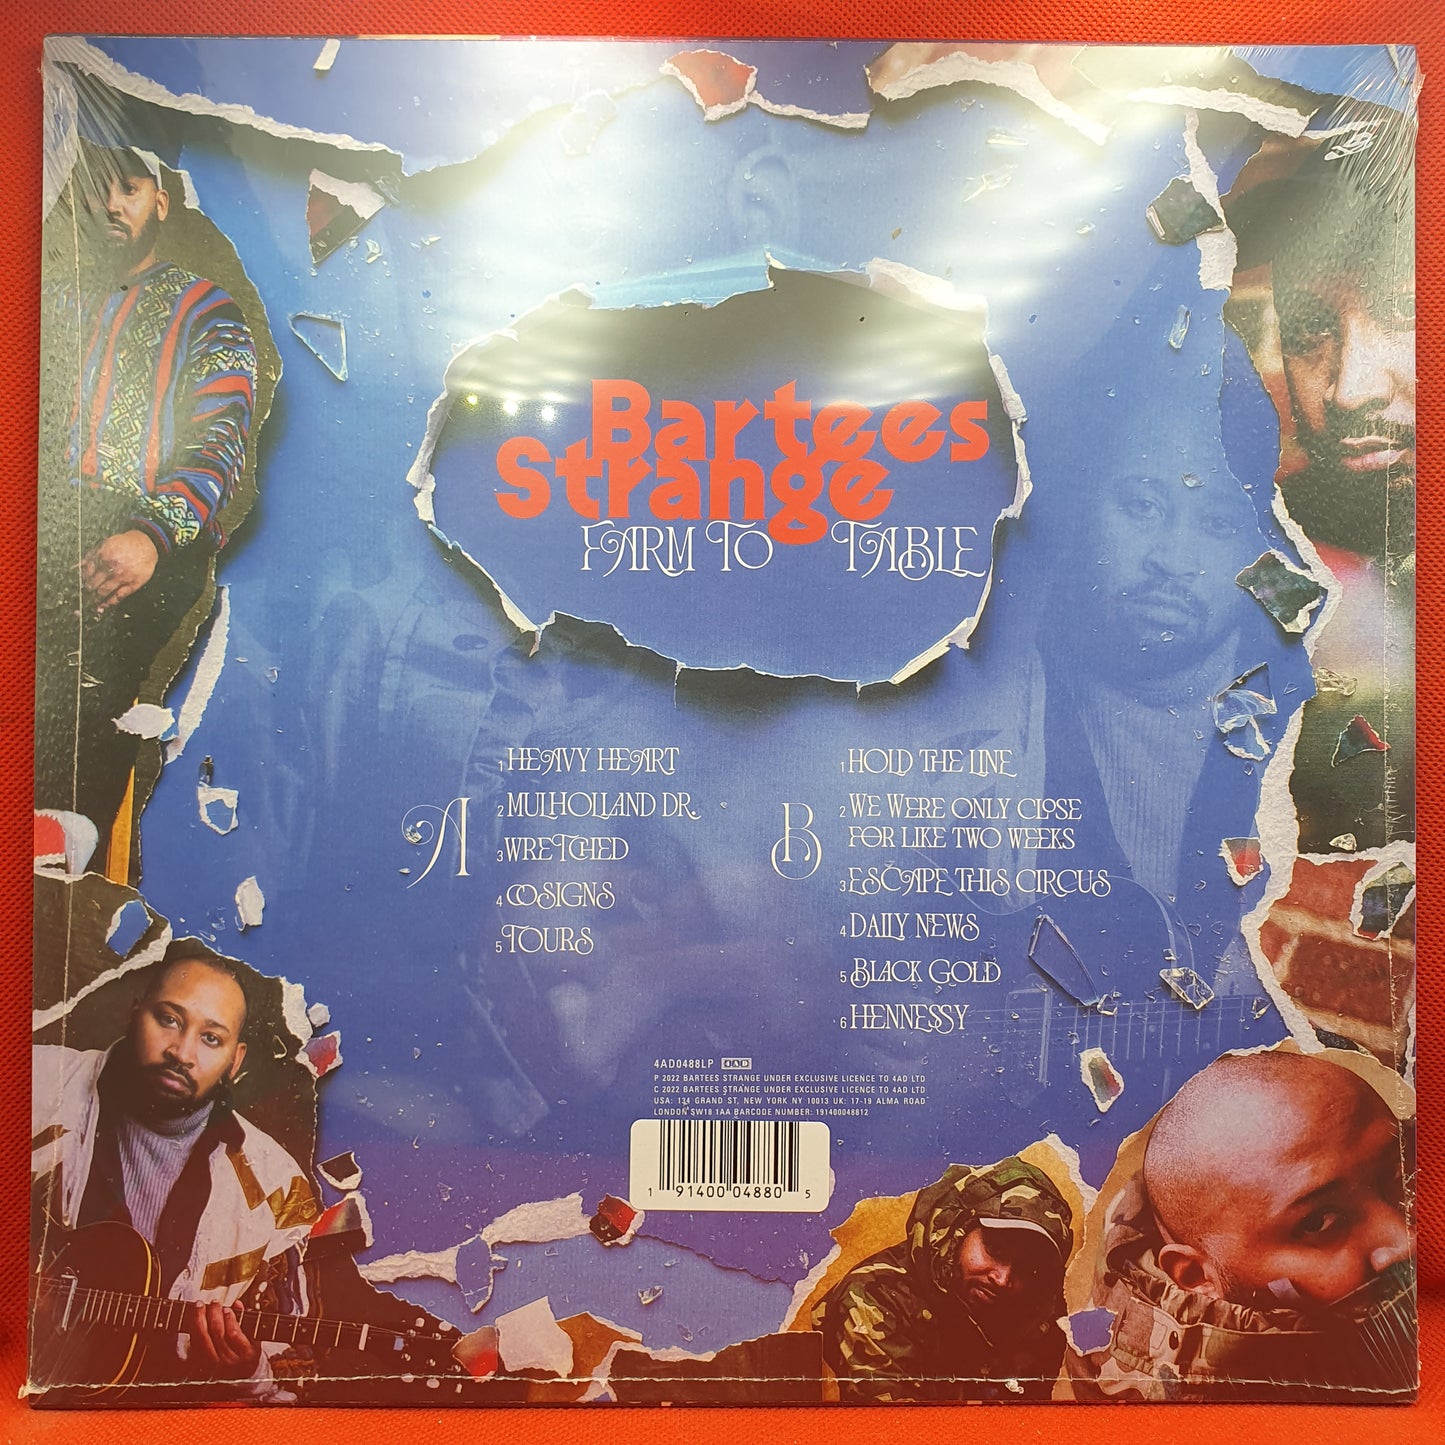 Bartees
Strange
FARM TO TABLE
A
1 HEAVY HEART
2 MULHOLLAND DR.
3 WRETCHED
4 COSIGNS
5 TOURS
B
1 HOLD THE LINE
2 WE WERE ONLY CLOSE
FOR LIKE TWO WEEKS
3 ESCAPE THIS CIRCUS
4 DAILY NEWS
5 BLACK GOLD
6 HENNESSY
4AD0488LP 4AD
P 2022 BARTEES STRANGE UNDER EXCLUSIVE LICENCE TO 4AD LTD
C 2022 BARTEES STRANGE UNDER EXCLUSIVE LICENCE TO 4AD LTD
USA: 134 GRAND ST, NEW YORK NY 10013 UK: 17-19 ALMA ROAD
LONDON SW18 1AA BARCODE NUMBER: 191400048812
1 91400 04880 5